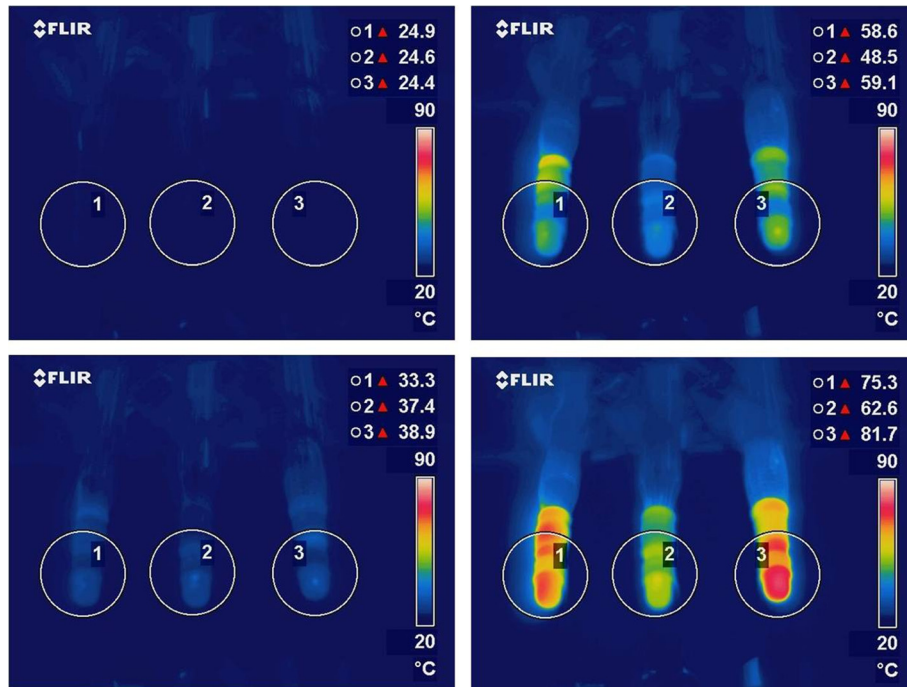 FLIR
1 24.9
2 24.6
3 24.4
90
1 2 3
20
°C
FLIR
1 58.6
2 48.5
3 59.1
90
1 2 3
20
°C
FLIR
1 33.3
2 37.4
3 38.9
90
1 2 3
20
°C
FLIR
1 75.3
2 62.6
3 81.7
90
1 2 3
20
°C